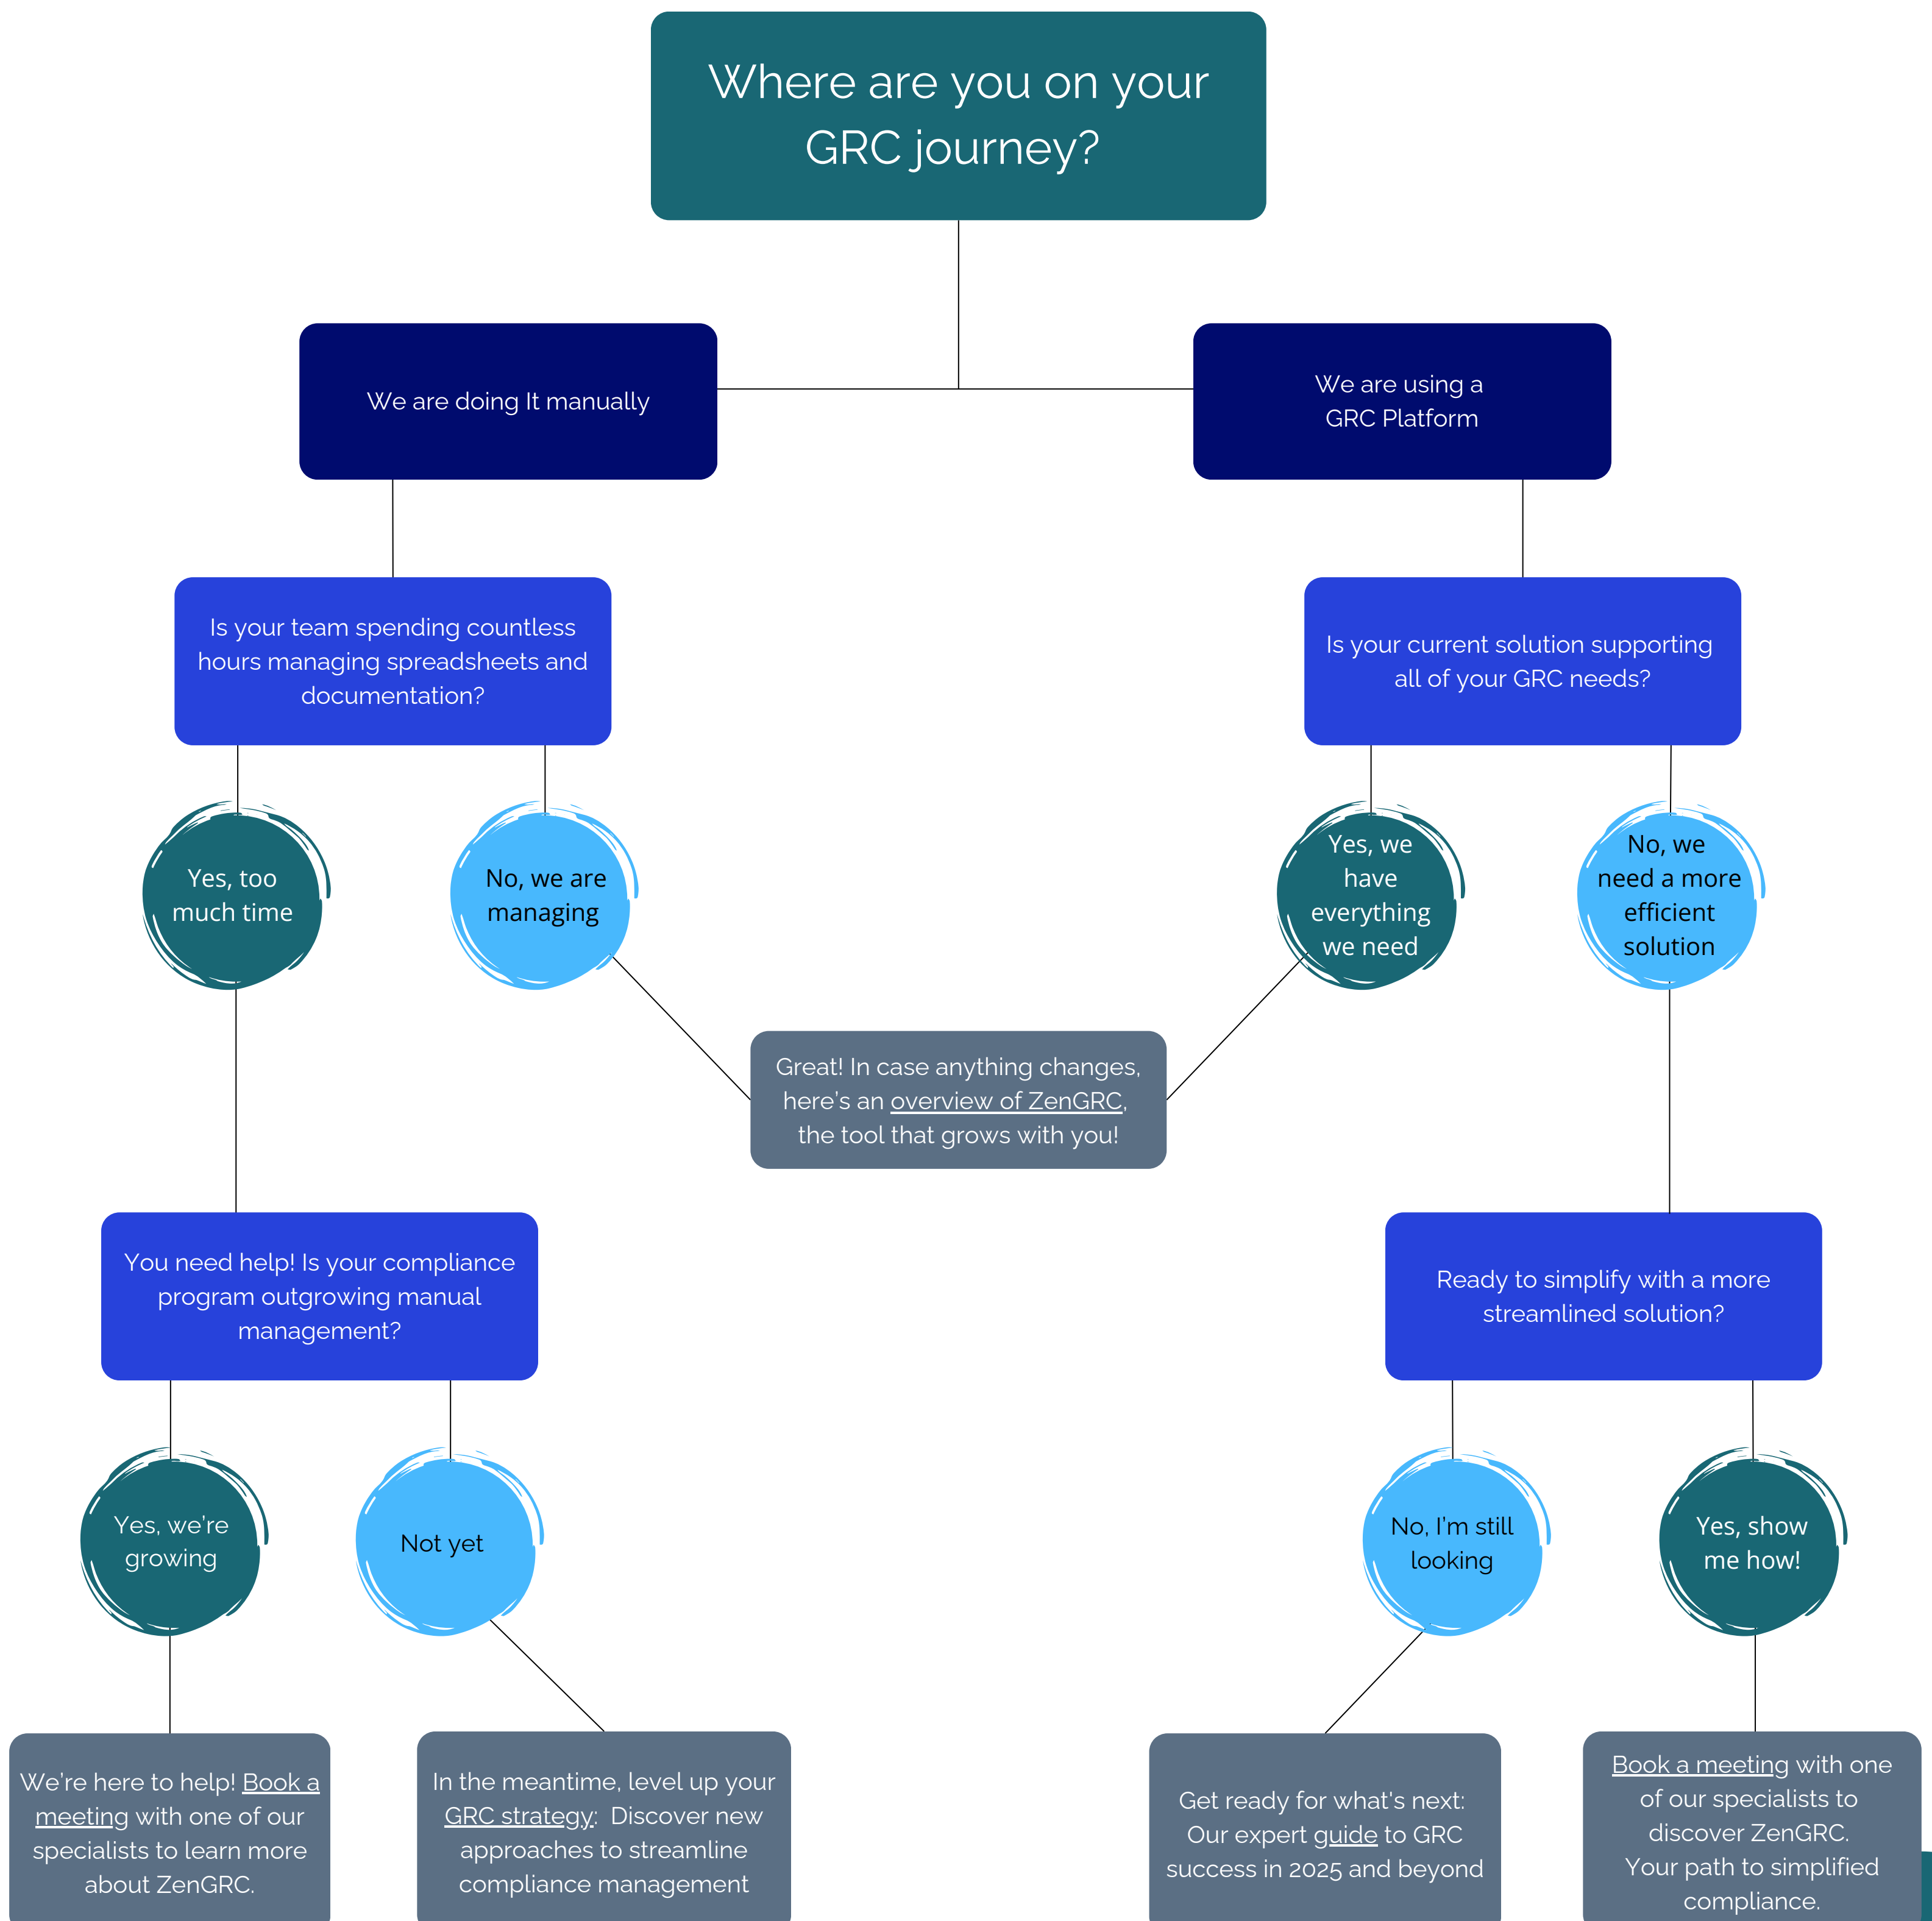 Where are you on your
GRC journey?
We are doing It manually
We are using a
GRC Platform
Is your team spending countless
hours managing spreadsheets and
documentation?
Is your current solution supporting
all of your GRC needs?
Yes, too
much time
No, we are
managing
Yes, we
have
everything
we need
No, we
need a more
efficient
solution
Great! In case anything changes,
here's an overview of ZenGRC,
the tool that grows with you!
You need help! Is your compliance
program outgrowing manual
management?
Ready to simplify with a more
streamlined solution?
Yes, we're
growing
Not yet
No, I'm still
looking
Yes, show
me how!
We're here to help! Book a
meeting with one of our
specialists to learn more
about ZenGRC.
In the meantime, level up your
GRC strategy:  Discover new
approaches to streamline
compliance management
Get ready for what's next:
Our expert guide to GRC
success in 2025 and beyond
Book a meeting with one
of our specialists to
discover ZenGRC.
Your path to simplified
compliance.